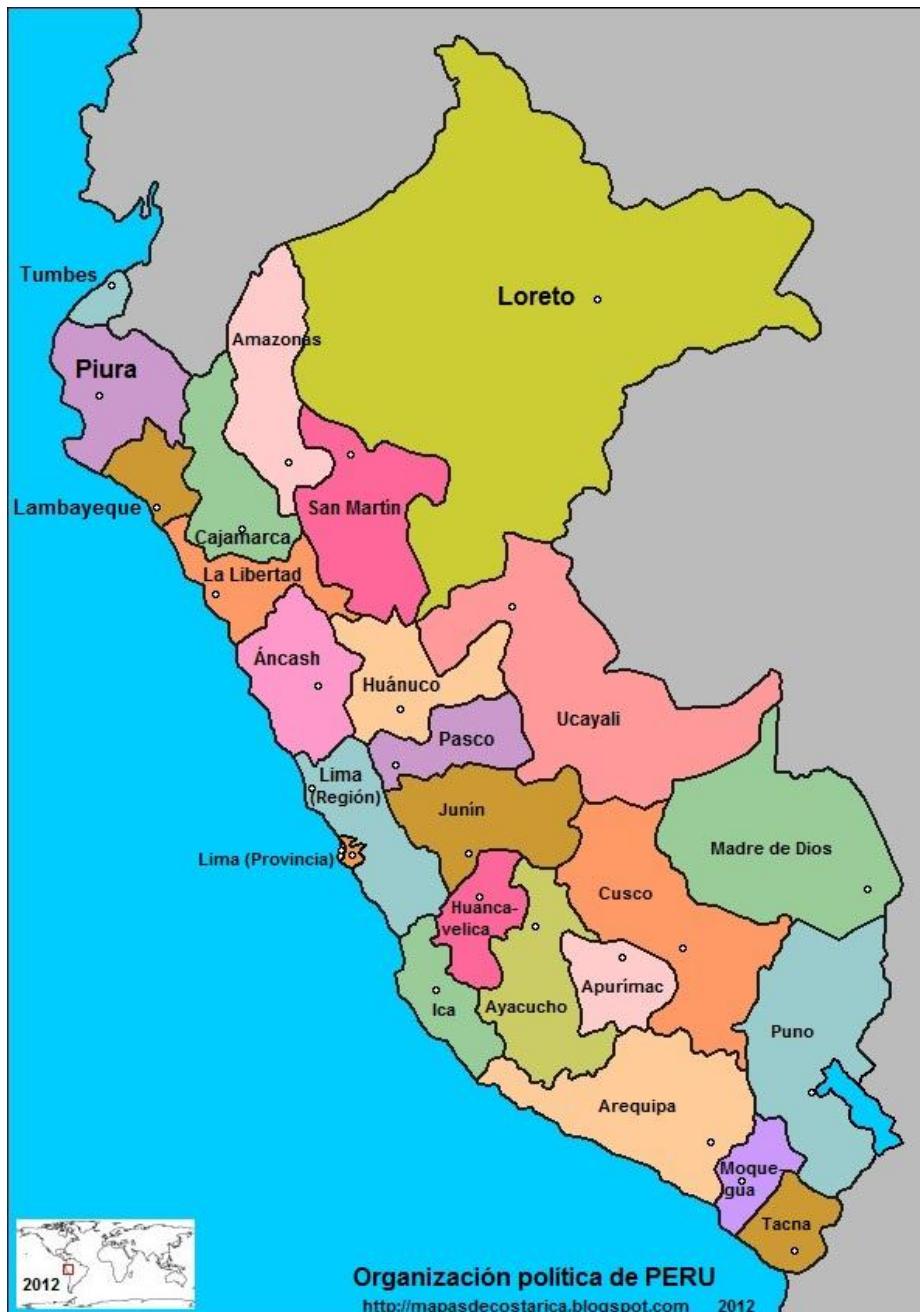 Tumbes
Loreto
Amazonas
Piura
Lambayeque
San Martín
Cajamarca
La Libertad
Áncash
Huánuco
Ucayali
Pasco
Lima
(Región)
Junín
Madre de Dios
Lima (Provincia)
Cusco
Huanca-
velica
Apurímac
Ica
Ayacucho
Puno
Arequipa
Moque-
gua
Tacna
2012
Organización política de PERU
http://mapasdecostarica.blogspot.com 2012